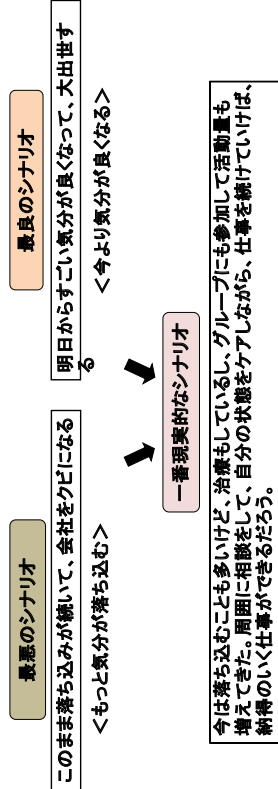 最悪のシナリオ
このまま落ち込みが続いて、会社をクビになる
＜もっと気分が落ち込む＞
最良のシナリオ
明日からすごい気分が良くなって、大出世す
る
＜今より気分が良くなる＞
一番現実的なシナリオ
今は落ち込むことも多いけど、治療もしているし、グループにも参加して活動量も
増えてきた。周囲に相談をして、自分の状態をケアしながら、仕事を続けていけば、
納得のいく仕事ができるだろう。